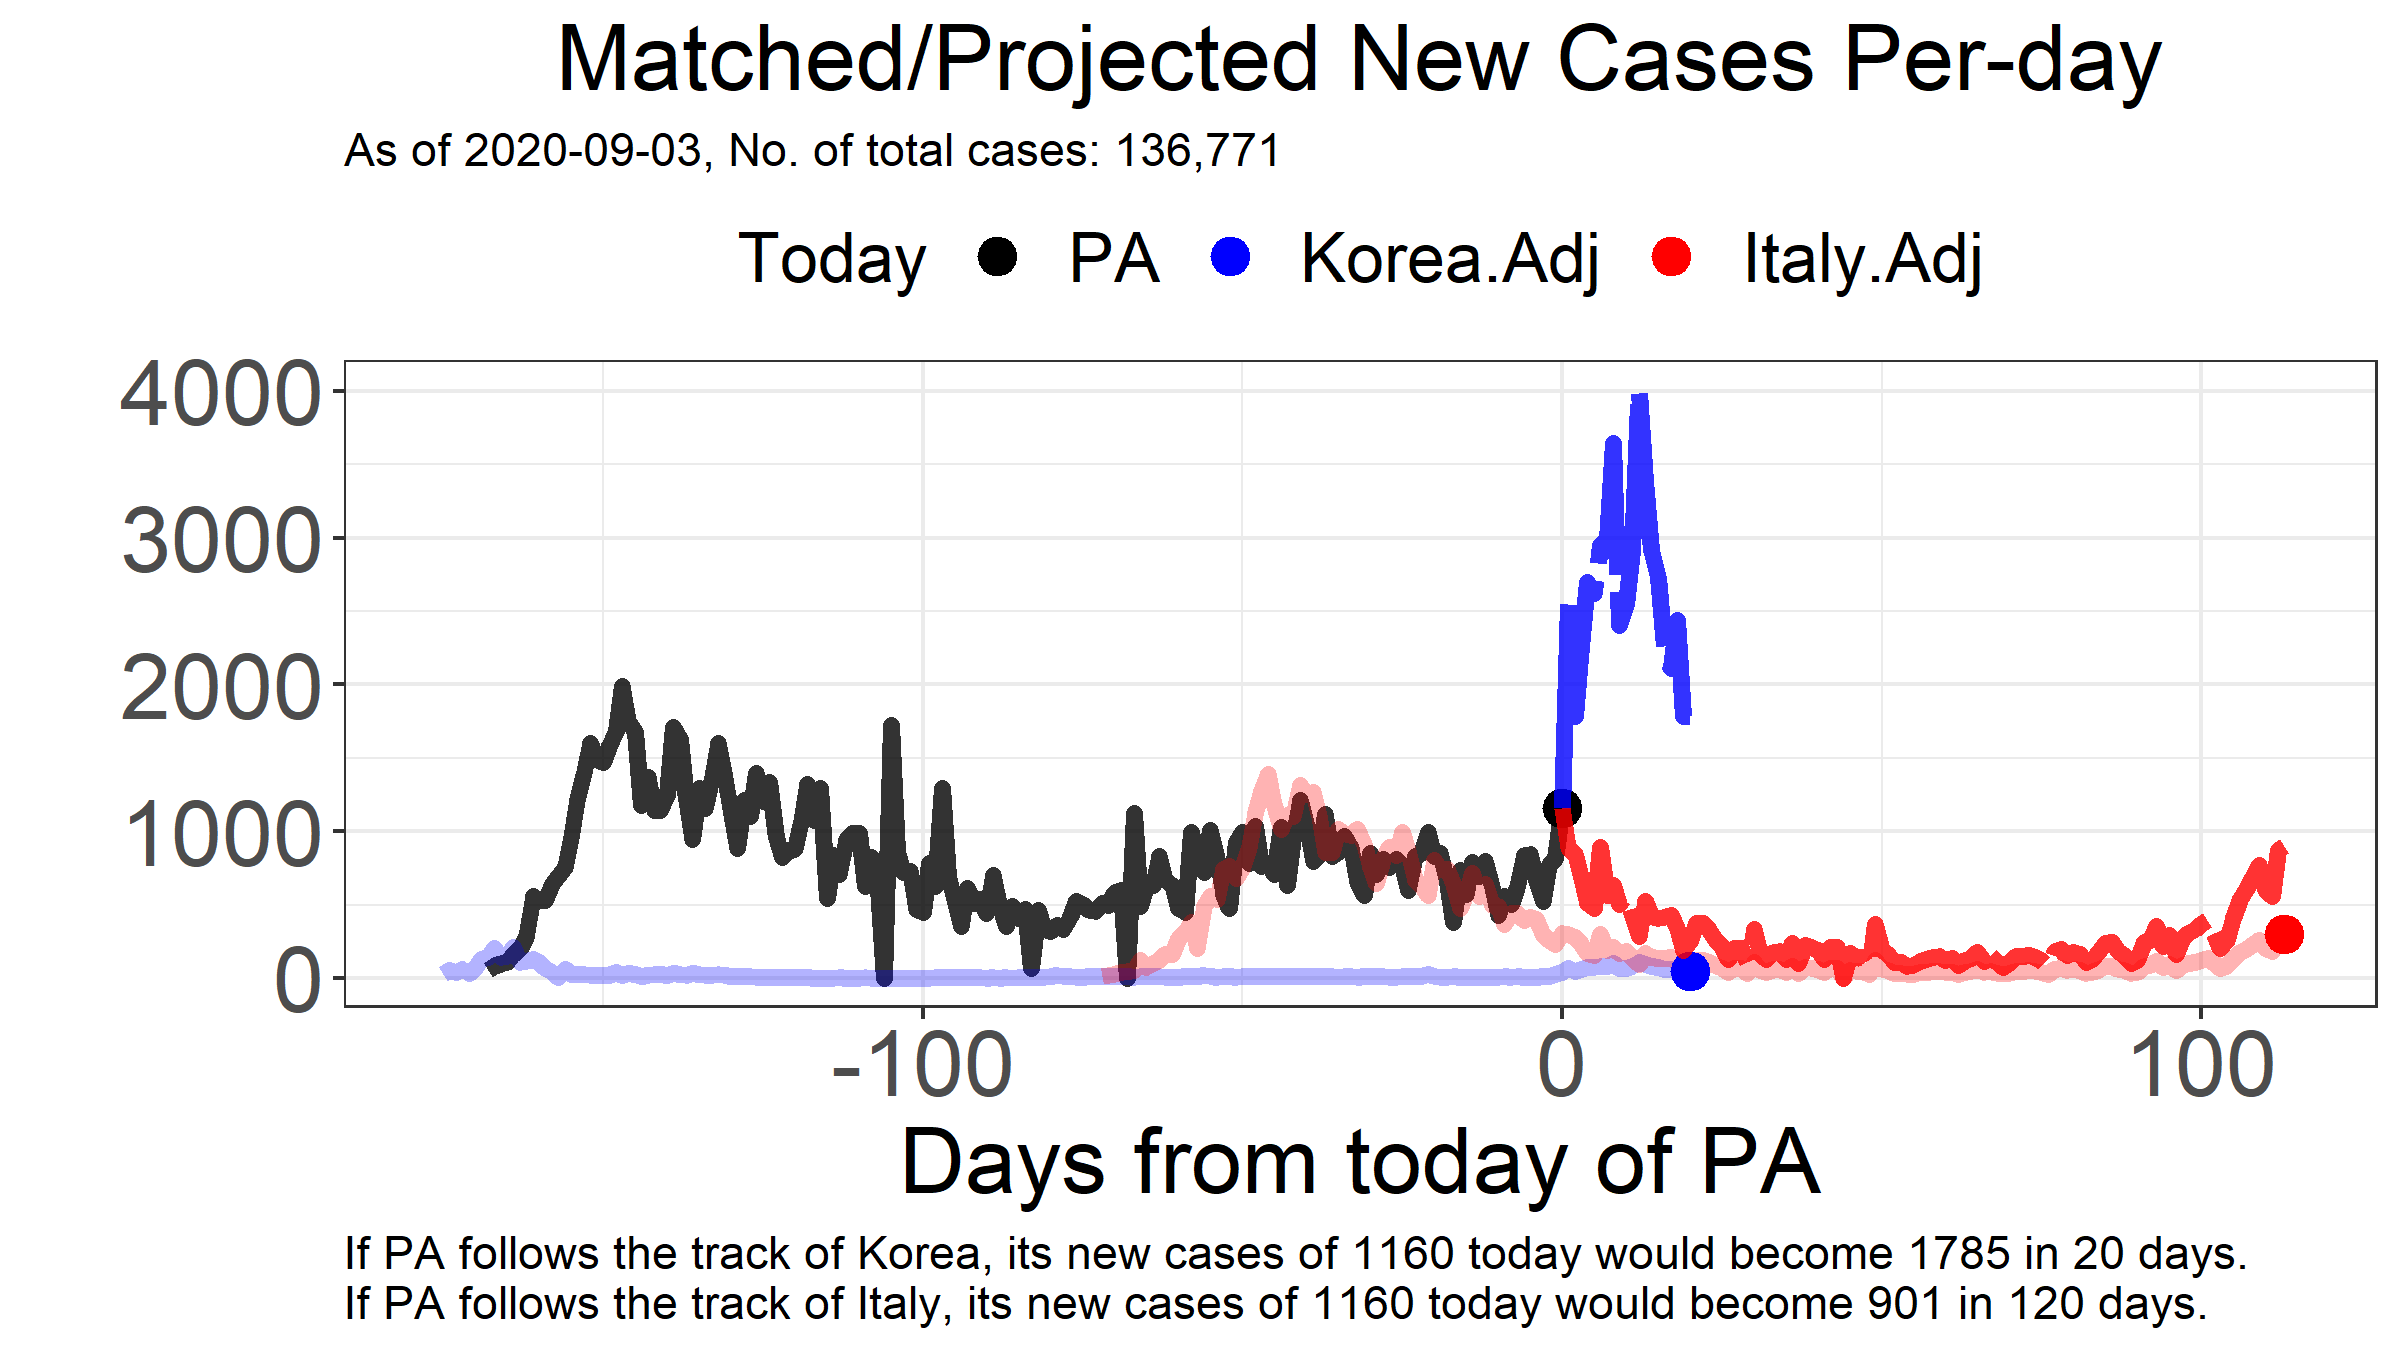 Matched/Projected New Cases Per-day
As of 2020-09-03, No. of total cases: 136,771
Today PA Korea.Adj Italy.Adj
4000
3000
2000
1000
0
-100 0 100
Days from today of PA
If PA follows the track of Korea, its new cases of 1160 today would become 1785 in 20 days.
If PA follows the track of Italy, its new cases of 1160 today would become 901 in 120 days.